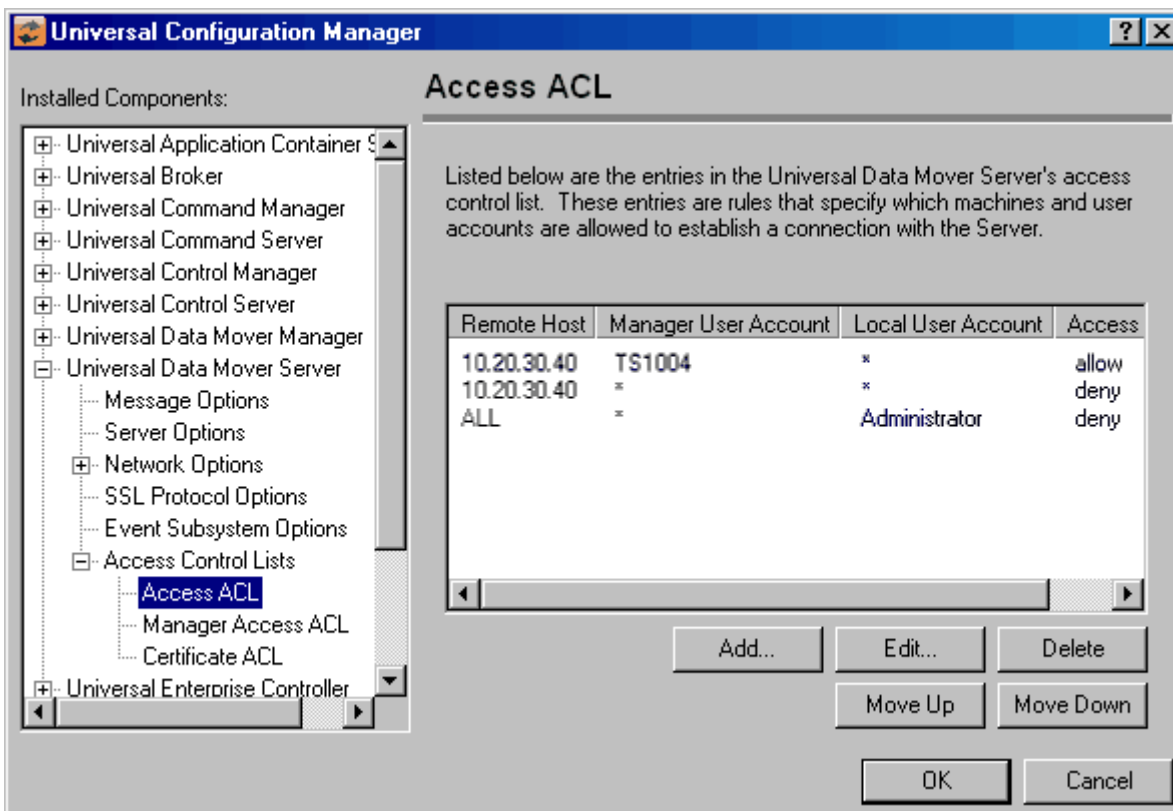 Universal Configuration Manager
Installed Components:
Universal Application Container S
Universal Broker
Universal Command Manager
Universal Command Server
Universal Control Manager
Universal Control Server
Universal Data Mover Manager
Universal Data Mover Server
Message Options
Server Options
Network Options
SSL Protocol Options
Event Subsystem Options
Access Control Lists
Access ACL
Manager Access ACL
Certificate ACL
Universal Enterprise Controller
Access ACL
Listed below are the entries in the Universal Data Mover Server's access
control list. These entries are rules that specify which machines and user
accounts are allowed to establish a connection with the Server.
Remote Host Manager User Account Local User Account Access
10.20.30.40 TS1004 * allow
10.20.30.40 * * deny
ALL * Administrator deny
Add... Edit... Delete
Move Up Move Down
OK Cancel